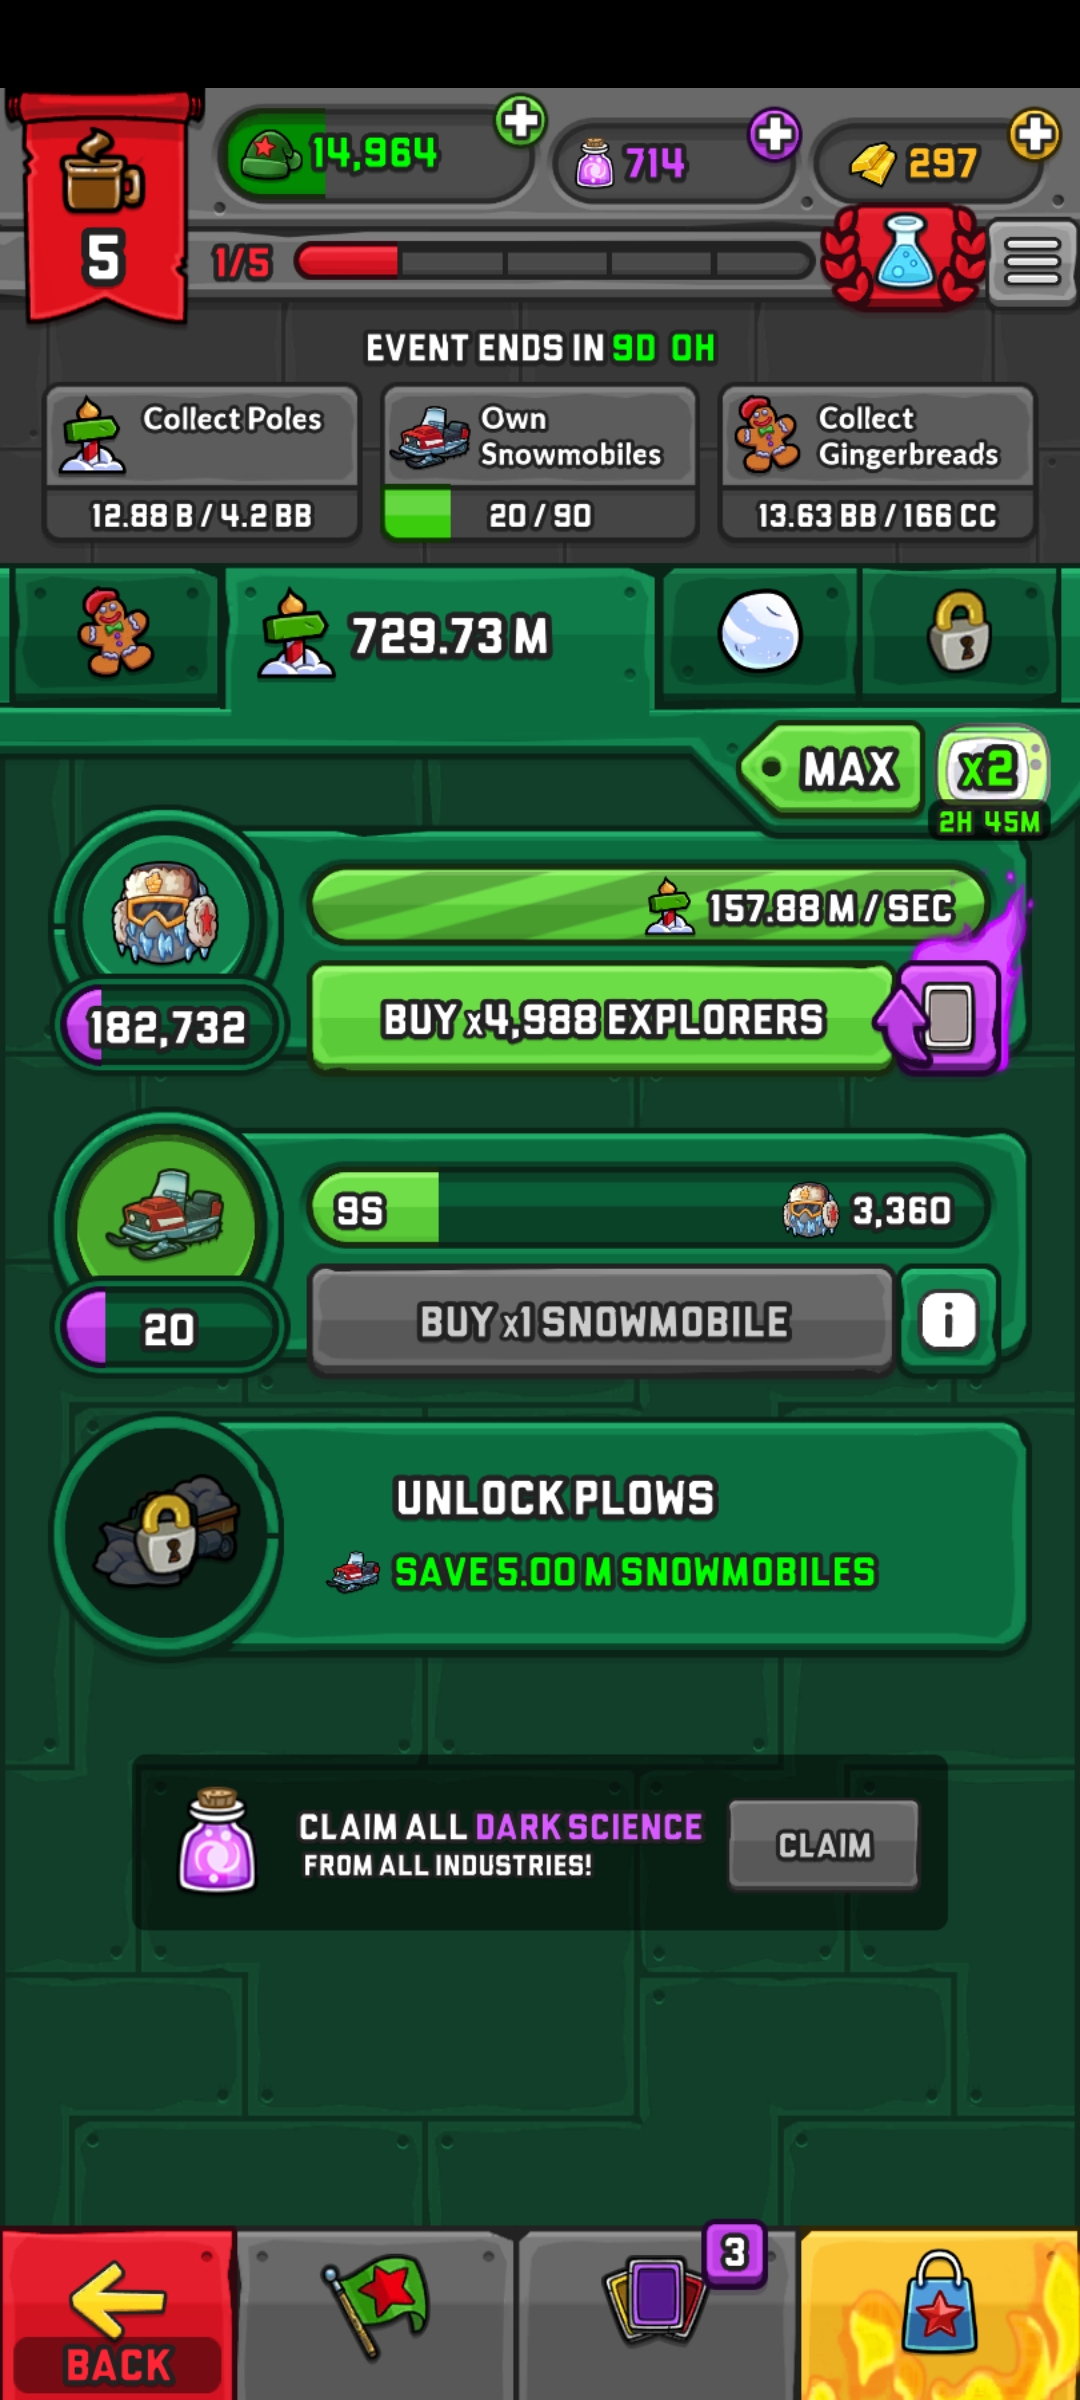 14,964
714
297
5
1/5
EVENT ENDS IN 9D 0H
Collect Poles
12.88 B / 4.2 BB
Own
Snowmobiles
20 / 90
Collect
Gingerbreads
13.63 BB / 166 CC
729.73 M
MAX
x2
2H 45M
157.88 M / SEC
182,732
BUY x4,988 EXPLORERS
9S
3,360
20
BUY x1 SNOWMOBILE
i
UNLOCK PLOWS
SAVE 5.00 M SNOWMOBILES
CLAIM ALL DARK SCIENCE
FROM ALL INDUSTRIES!
CLAIM
3
BACK